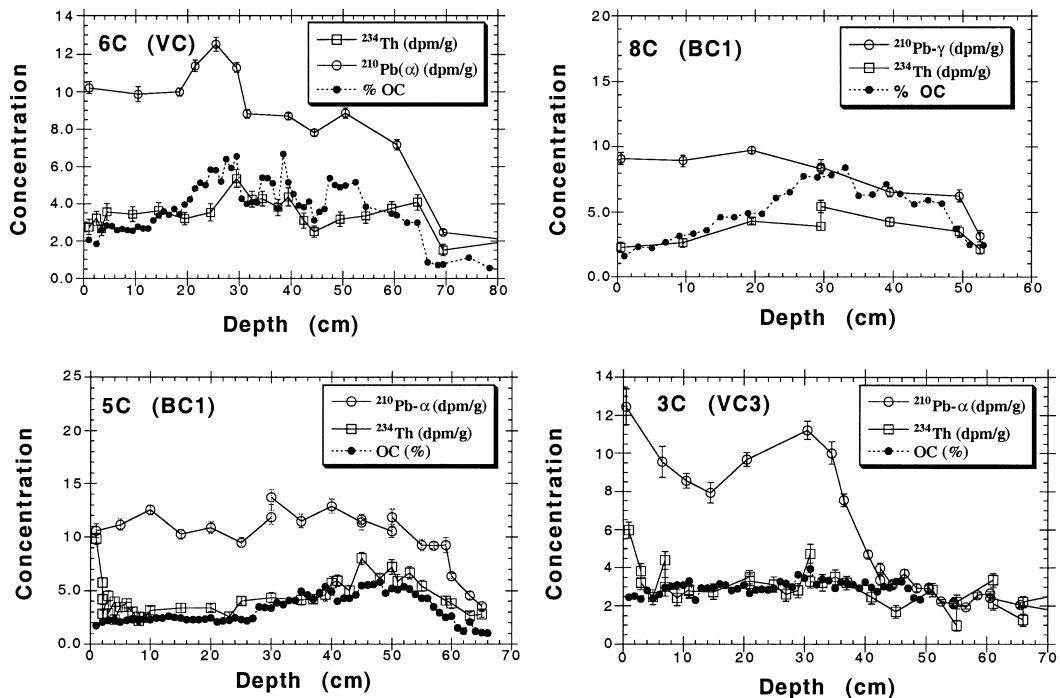 6C (VC)
²³⁴Th (dpm/g)
²¹⁰Pb(α) (dpm/g)
% OC
Concentration
14
12
10
8.0
6.0
4.0
2.0
0.0
0 10 20 30 40 50 60 70 80
Depth (cm)
8C (BC1)
²¹⁰Pb-γ (dpm/g)
²³⁴Th (dpm/g)
% OC
Concentration
20
15
10
5.0
0.0
0 10 20 30 40 50 60
Depth (cm)
5C (BC1)
²¹⁰Pb-α (dpm/g)
²³⁴Th (dpm/g)
OC (%)
Concentration
25
20
15
10
5.0
0.0
0 10 20 30 40 50 60 70
Depth (cm)
3C (VC3)
²¹⁰Pb-α (dpm/g)
²³⁴Th (dpm/g)
OC (%)
Concentration
14
12
10
8
6
4
2
0
0 10 20 30 40 50 60 70
Depth (cm)